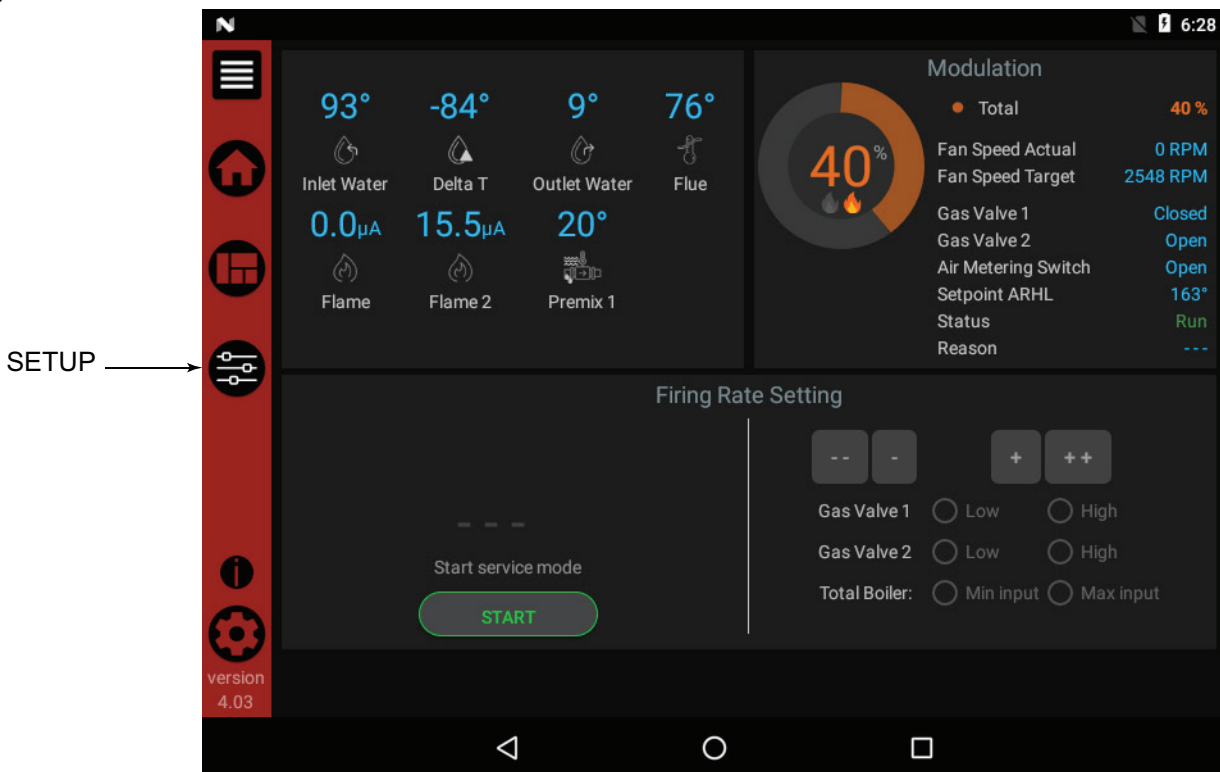 6:28
93° -84° 9° 76°
Inlet Water Delta T Outlet Water Flue
0.0µA 15.5µA 20°
Flame Flame 2 Premix 1
Modulation
Total 40 %
40%
Fan Speed Actual 0 RPM
Fan Speed Target 2548 RPM
Gas Valve 1 Closed
Gas Valve 2 Open
Air Metering Switch Open
Setpoint ARHL 163°
Status Run
Reason ---
SETUP
Firing Rate Setting
-- - + ++
Gas Valve 1 Low High
Gas Valve 2 Low High
Total Boiler: Min input Max input
---
Start service mode
START
version
4.03